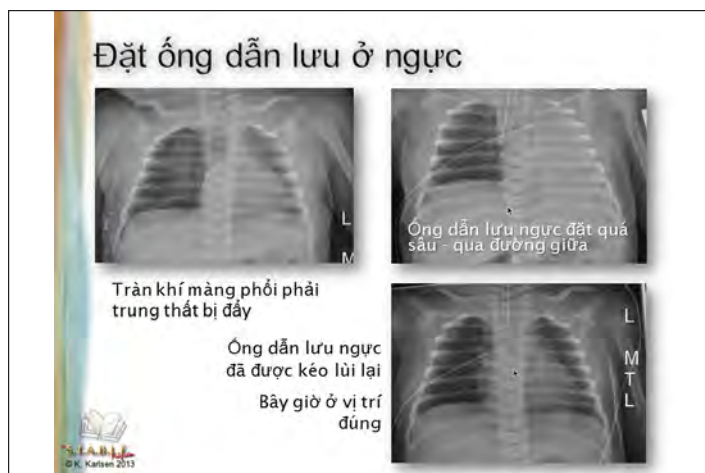 Đặt ống dẫn lưu ở ngực
L
M
Ống dẫn lưu ngực đặt quá
sâu - qua đường giữa
Tràn khí màng phổi phải
trung thất bị đẩy
Ống dẫn lưu ngực
đã được kéo lùi lại
Bây giờ ở vị trí
đúng
L
M
T
L
S.T.A.B.L.E.
© K. Karlsen 2013